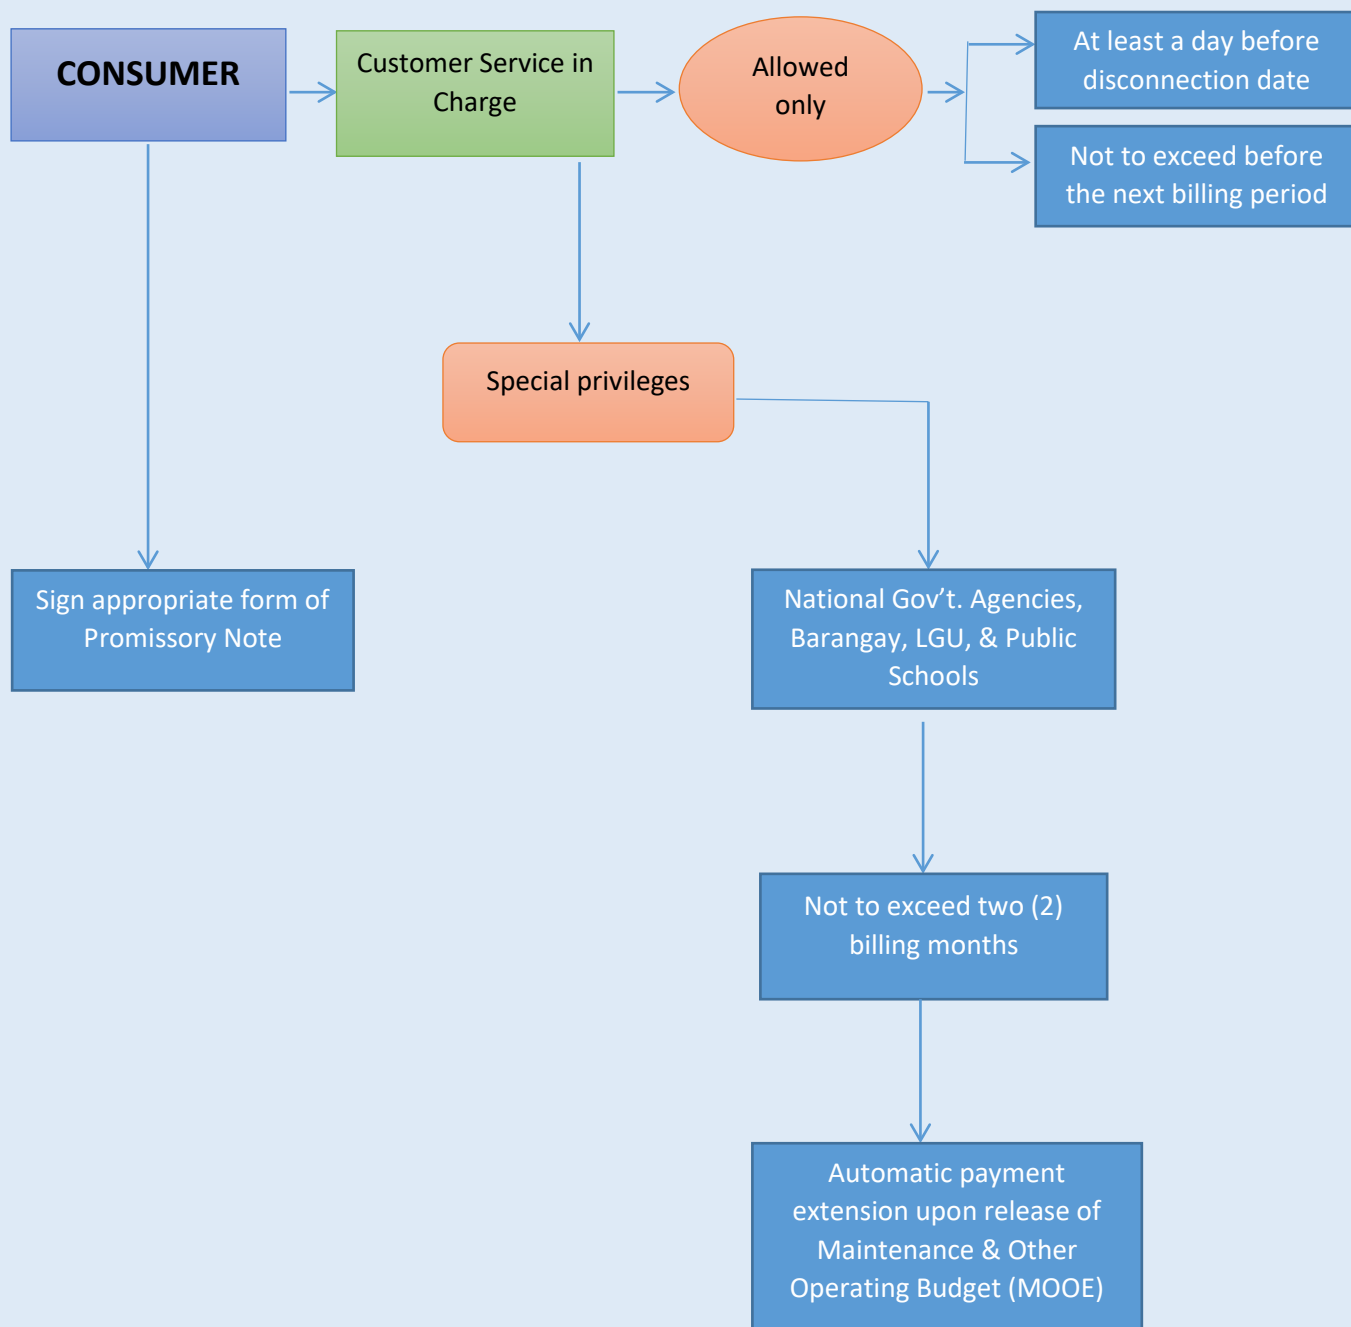 CONSUMER
Customer Service in
Charge
Allowed
only
At least a day before
disconnection date
Not to exceed before
the next billing period
Special privileges
Sign appropriate form of
Promissory Note
National Gov’t. Agencies,
Barangay, LGU, & Public
Schools
Not to exceed two (2)
billing months
Automatic payment
extension upon release of
Maintenance & Other
Operating Budget (MOOE)